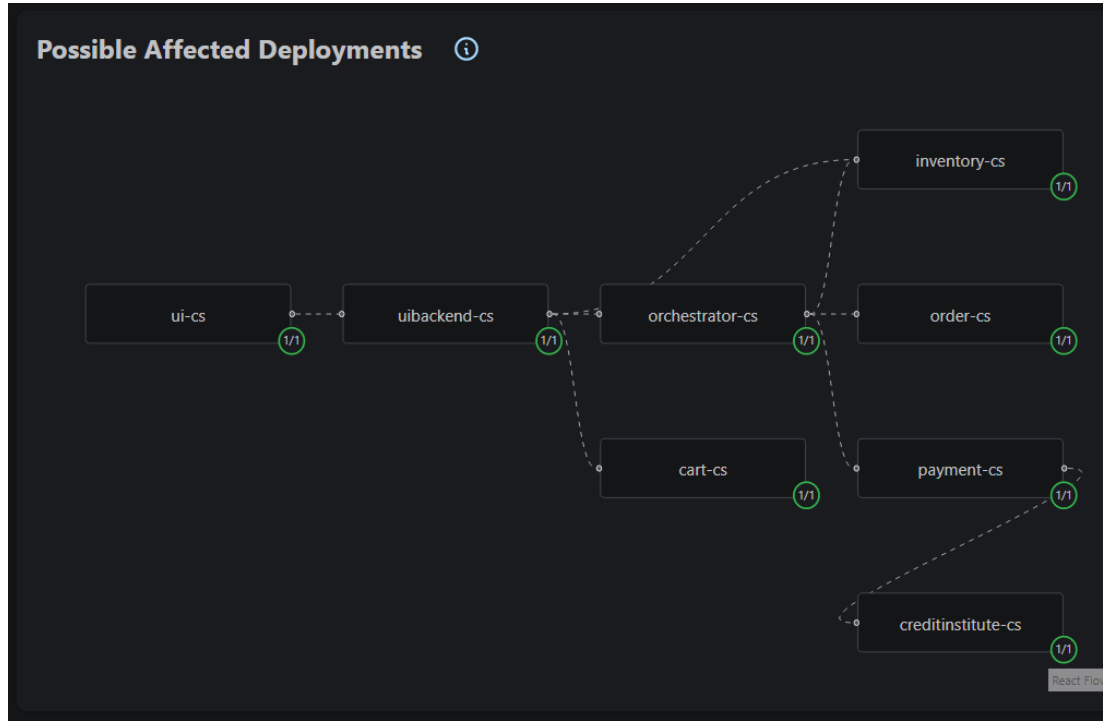 Possible Affected Deployments
inventory-cs
1/1
ui-cs
1/1
uibackend-cs
1/1
orchestrator-cs
1/1
order-cs
1/1
cart-cs
1/1
payment-cs
1/1
creditinstitute-cs
1/1
React Flow